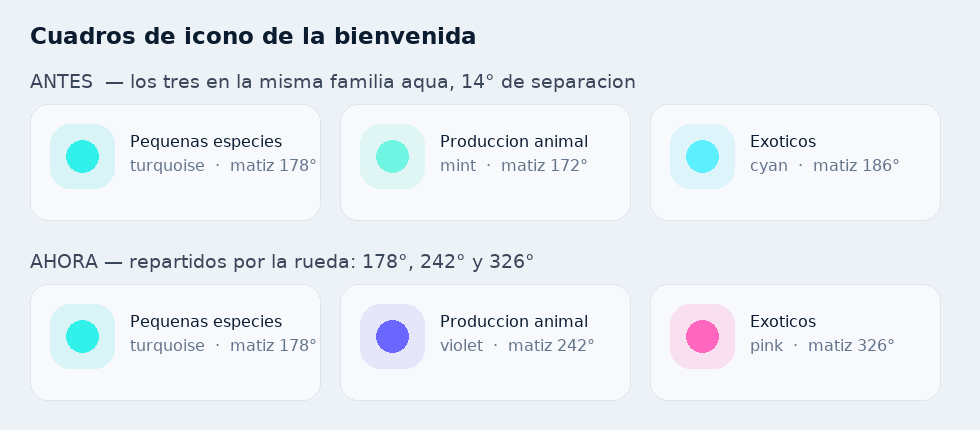 Cuadros de icono de la bienvenida
ANTES — los tres en la misma familia aqua, 14° de separacion
Pequenas especies
turquoise · matiz 178°
Produccion animal
mint · matiz 172°
Exoticos
cyan · matiz 186°
AHORA — repartidos por la rueda: 178°, 242° y 326°
Pequenas especies
turquoise · matiz 178°
Produccion animal
violet · matiz 242°
Exoticos
pink · matiz 326°